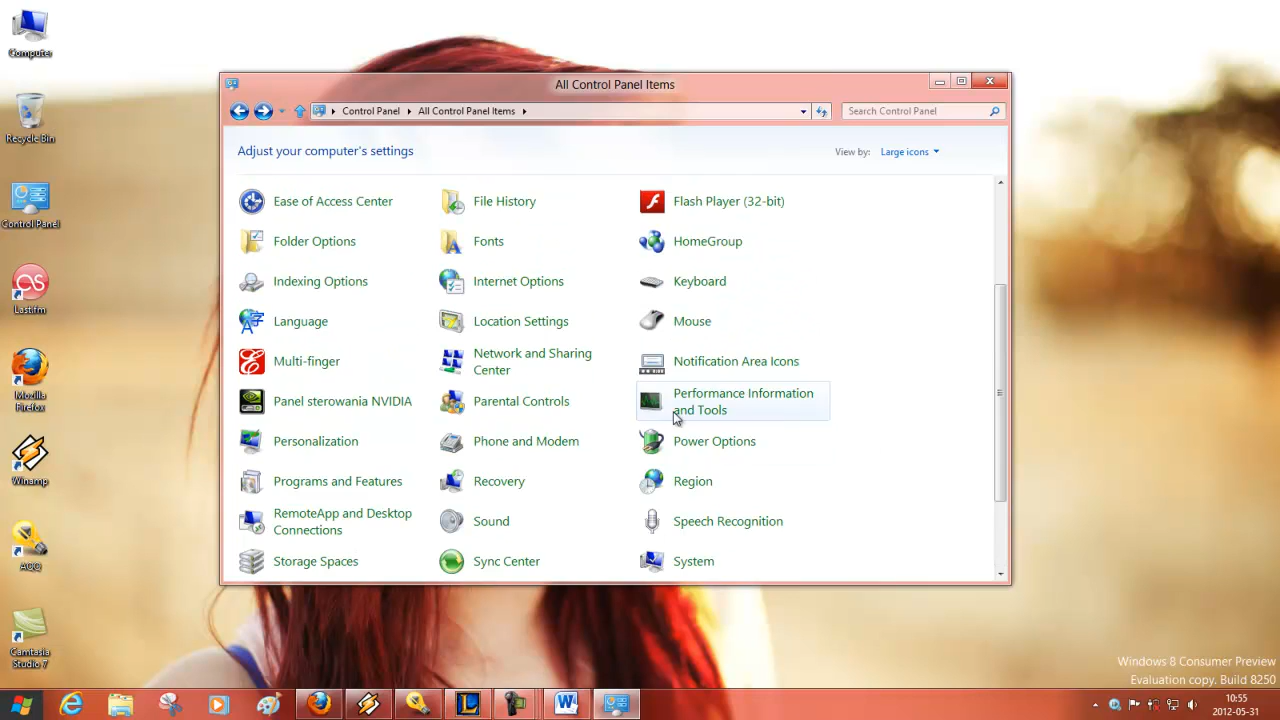 Computer
Recycle Bin
Control Panel
Last.fm
Mozilla
Firefox
Winamp
AQQ
Camtasia
Studio 7
All Control Panel Items
Control Panel
All Control Panel Items
Search Control Panel
Adjust your computer's settings
View by:
Large icons
Ease of Access Center
File History
Flash Player (32-bit)
Folder Options
Fonts
HomeGroup
Indexing Options
Internet Options
Keyboard
Language
Location Settings
Mouse
Multi-finger
Network and Sharing
Center
Notification Area Icons
Panel sterowania NVIDIA
Parental Controls
Performance Information
and Tools
Personalization
Phone and Modem
Power Options
Programs and Features
Recovery
Region
RemoteApp and Desktop
Connections
Sound
Speech Recognition
Storage Spaces
Sync Center
System
Windows 8 Consumer Preview
Evaluation copy. Build 8250
10:55
2012-05-31